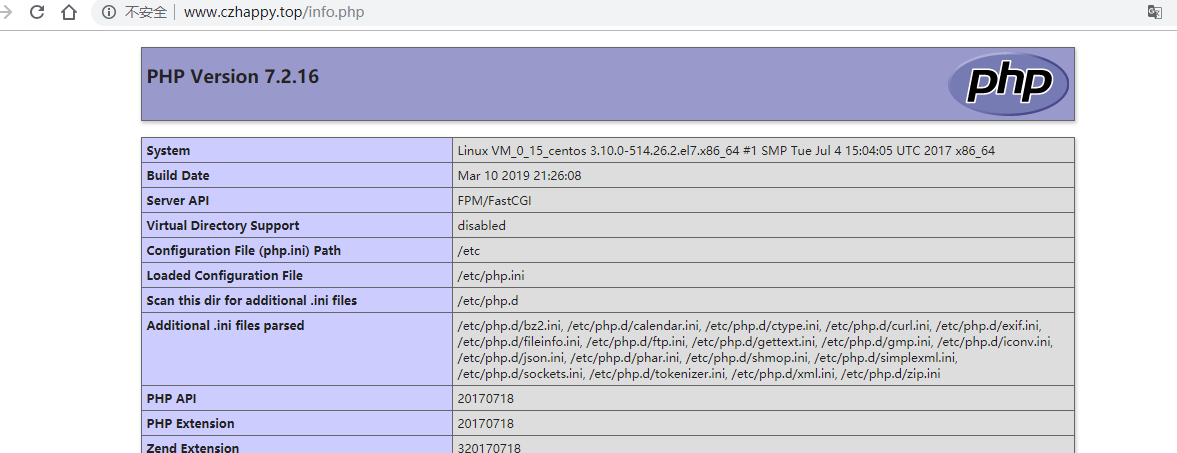 不安全 | www.czhappy.top/info.php
PHP Version 7.2.16
php
System Linux VM_0_15_centos 3.10.0-514.26.2.el7.x86_64 #1 SMP Tue Jul 4 15:04:05 UTC 2017 x86_64
Build Date Mar 10 2019 21:26:08
Server API FPM/FastCGI
Virtual Directory Support disabled
Configuration File (php.ini) Path /etc
Loaded Configuration File /etc/php.ini
Scan this dir for additional .ini files /etc/php.d
Additional .ini files parsed /etc/php.d/bz2.ini, /etc/php.d/calendar.ini, /etc/php.d/ctype.ini, /etc/php.d/curl.ini, /etc/php.d/exif.ini,
/etc/php.d/fileinfo.ini, /etc/php.d/ftp.ini, /etc/php.d/gettext.ini, /etc/php.d/gmp.ini, /etc/php.d/iconv.ini,
/etc/php.d/json.ini, /etc/php.d/phar.ini, /etc/php.d/shmop.ini, /etc/php.d/simplexml.ini,
/etc/php.d/sockets.ini, /etc/php.d/tokenizer.ini, /etc/php.d/xml.ini, /etc/php.d/zip.ini
PHP API 20170718
PHP Extension 20170718
Zend Extension 320170718